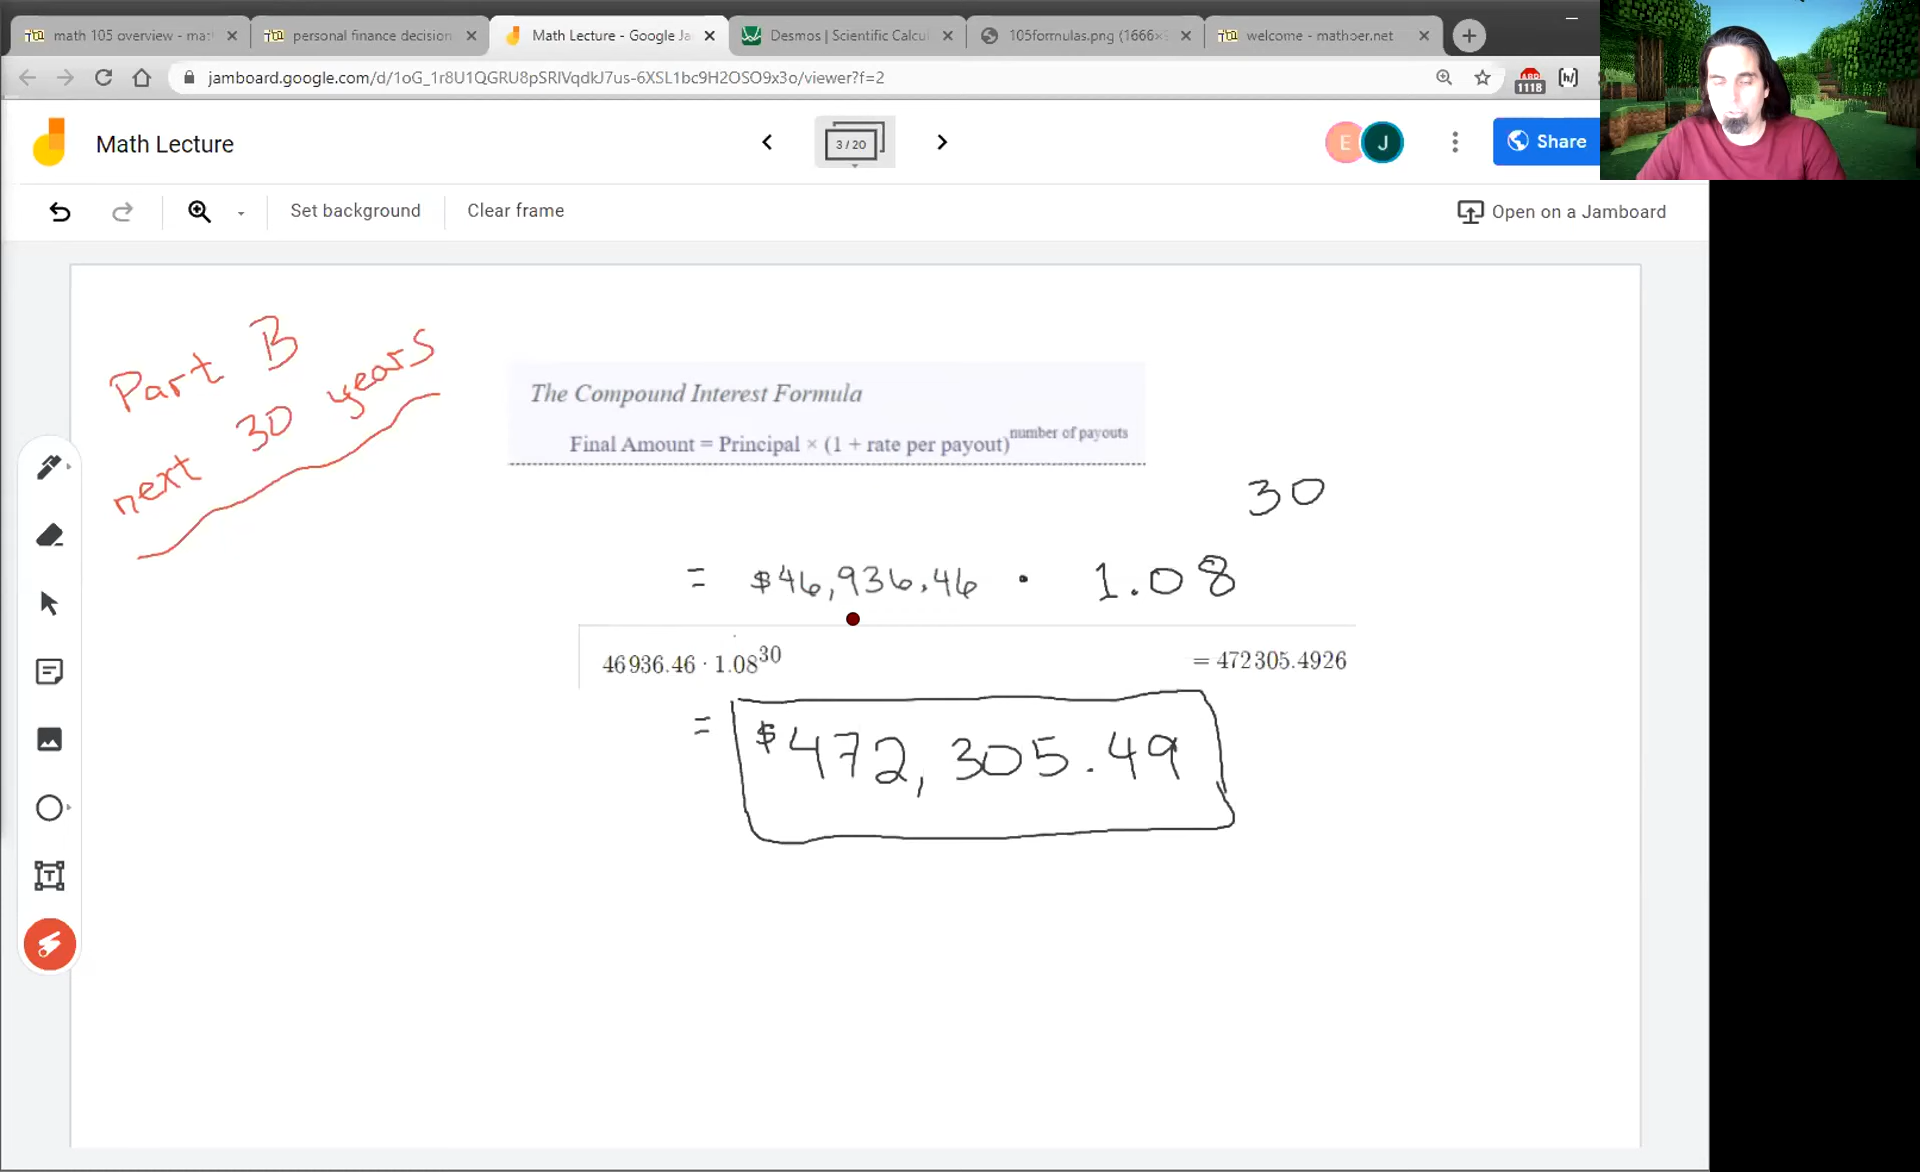 math 105 overview - mat
personal finance decision
Math Lecture - Google Ja
Desmos | Scientific Calcul
105formulas.png (1666×
welcome - mathoer.net
jamboard.google.com/d/1oG_1r8U1QGRU8pSRlVqdkJ7us-6XSL1bc9H2OSO9x3o/viewer?f=2
ABP
1118
Math Lecture
3 / 20
E
J
Share
Set background
Clear frame
Open on a Jamboard
Part B
next 30 years
The Compound Interest Formula
Final Amount = Principal × (1 + rate per payout)^number of payouts
= $46,936.46 · 1.08^30
46936.46 · 1.08^30 = 472305.4926
= $472,305.49